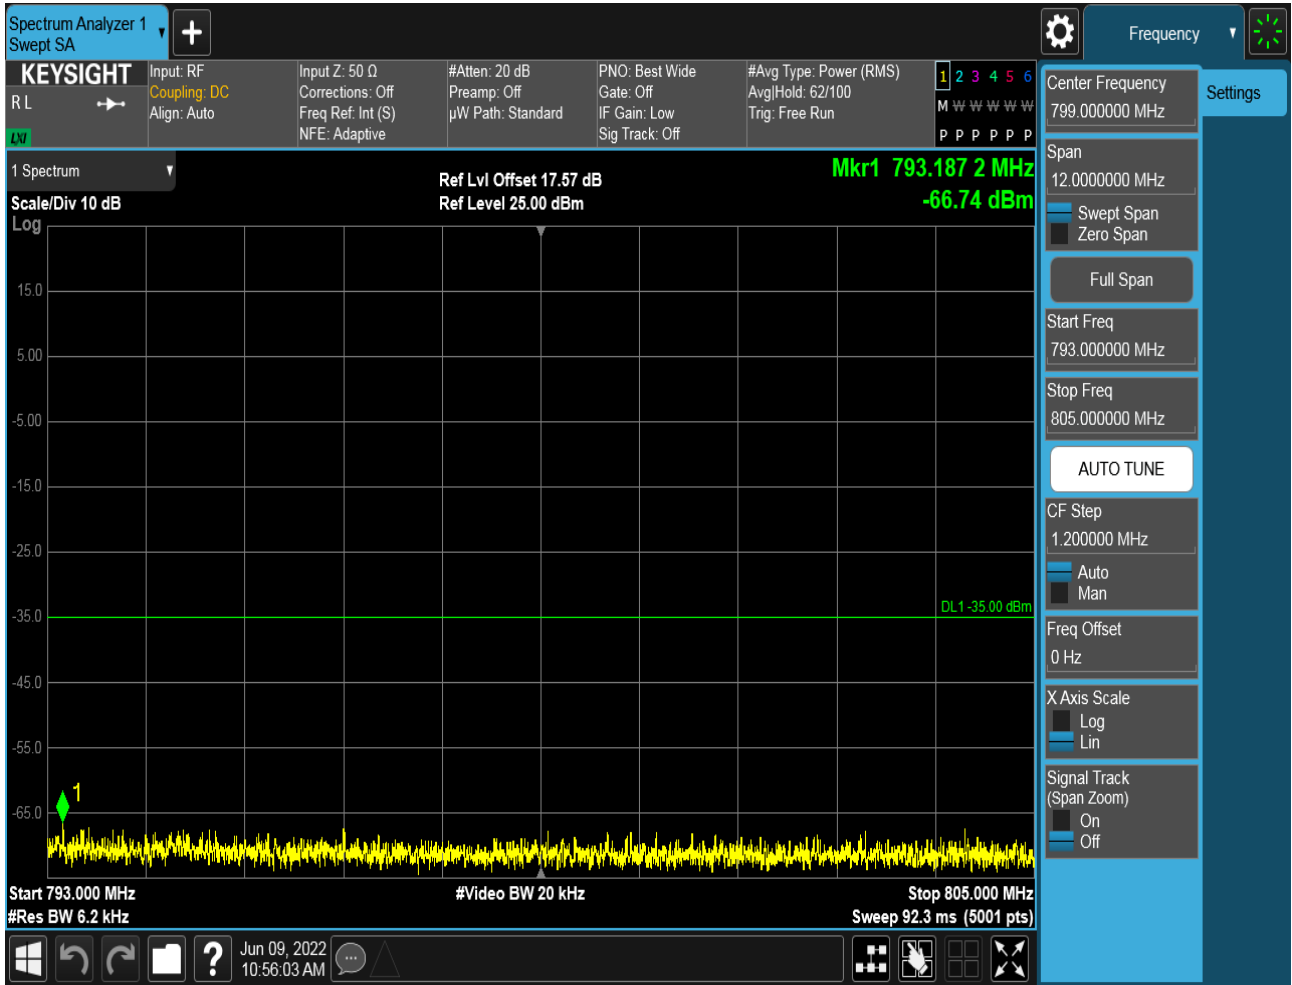 Spectrum Analyzer 1
Swept SA
Frequency
KEYSIGHT
R L
LXI
Input: RF
Coupling: DC
Align: Auto
Input Z: 50 Ω
Corrections: Off
Freq Ref: Int (S)
NFE: Adaptive
#Atten: 20 dB
Preamp: Off
µW Path: Standard
PNO: Best Wide
Gate: Off
IF Gain: Low
Sig Track: Off
#Avg Type: Power (RMS)
Avg|Hold: 62/100
Trig: Free Run
1 2 3 4 5 6
M W W W W W
P P P P P P
1 Spectrum
Scale/Div 10 dB
Log
Ref Lvl Offset 17.57 dB
Ref Level 25.00 dBm
Mkr1 793.187 2 MHz
-66.74 dBm
15.0
5.00
-5.00
-15.0
-25.0
-35.0
DL1 -35.00 dBm
-45.0
-55.0
-65.0
1
Start 793.000 MHz
#Res BW 6.2 kHz
#Video BW 20 kHz
Stop 805.000 MHz
Sweep 92.3 ms (5001 pts)
?
Jun 09, 2022
10:56:03 AM
Center Frequency
799.000000 MHz
Settings
Span
12.0000000 MHz
Swept Span
Zero Span
Full Span
Start Freq
793.000000 MHz
Stop Freq
805.000000 MHz
AUTO TUNE
CF Step
1.200000 MHz
Auto
Man
Freq Offset
0 Hz
X Axis Scale
Log
Lin
Signal Track
(Span Zoom)
On
Off